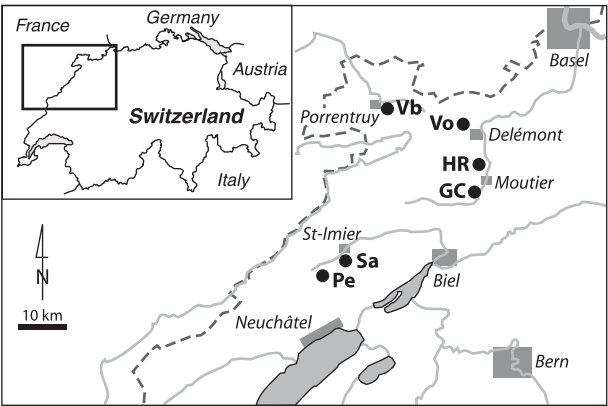 France
Germany
Austria
Switzerland
Italy
Basel
Porrentruy
Vb
Vo
Delémont
HR
Moutier
GC
St-Imier
Sa
Pe
Biel
N
10 km
Neuchâtel
Bern